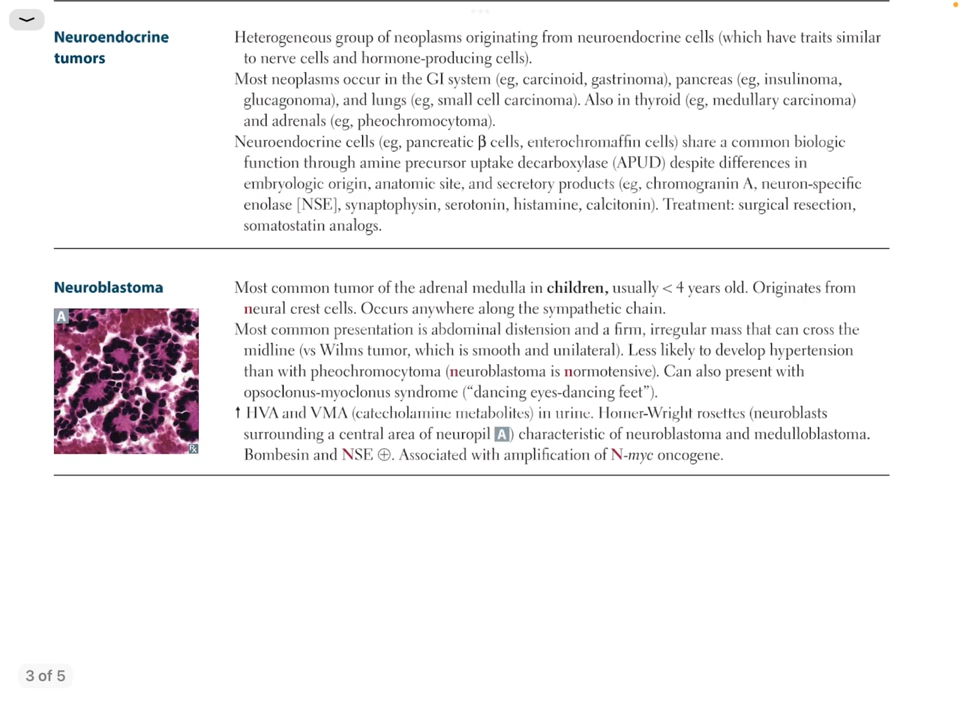 Neuroendocrine
tumors
Heterogeneous group of neoplasms originating from neuroendocrine cells (which have traits similar
to nerve cells and hormone-producing cells).
Most neoplasms occur in the GI system (eg, carcinoid, gastrinoma), pancreas (eg, insulinoma,
glucagonoma), and lungs (eg, small cell carcinoma). Also in thyroid (eg, medullary carcinoma)
and adrenals (eg, pheochromocytoma).
Neuroendocrine cells (eg, pancreatic β cells, enterochromaffin cells) share a common biologic
function through amine precursor uptake decarboxylase (APUD) despite differences in
embryologic origin, anatomic site, and secretory products (eg, chromogranin A, neuron-specific
enolase [NSE], synaptophysin, serotonin, histamine, calcitonin). Treatment: surgical resection,
somatostatin analogs.
Neuroblastoma
A
Rx
Most common tumor of the adrenal medulla in children, usually < 4 years old. Originates from
neural crest cells. Occurs anywhere along the sympathetic chain.
Most common presentation is abdominal distension and a firm, irregular mass that can cross the
midline (vs Wilms tumor, which is smooth and unilateral). Less likely to develop hypertension
than with pheochromocytoma (neuroblastoma is normotensive). Can also present with
opsoclonus-myoclonus syndrome (“dancing eyes-dancing feet”).
↑ HVA and VMA (catecholamine metabolites) in urine. Homer-Wright rosettes (neuroblasts
surrounding a central area of neuropil A) characteristic of neuroblastoma and medulloblastoma.
Bombesin and NSE ⊕. Associated with amplification of N-myc oncogene.
3 of 5